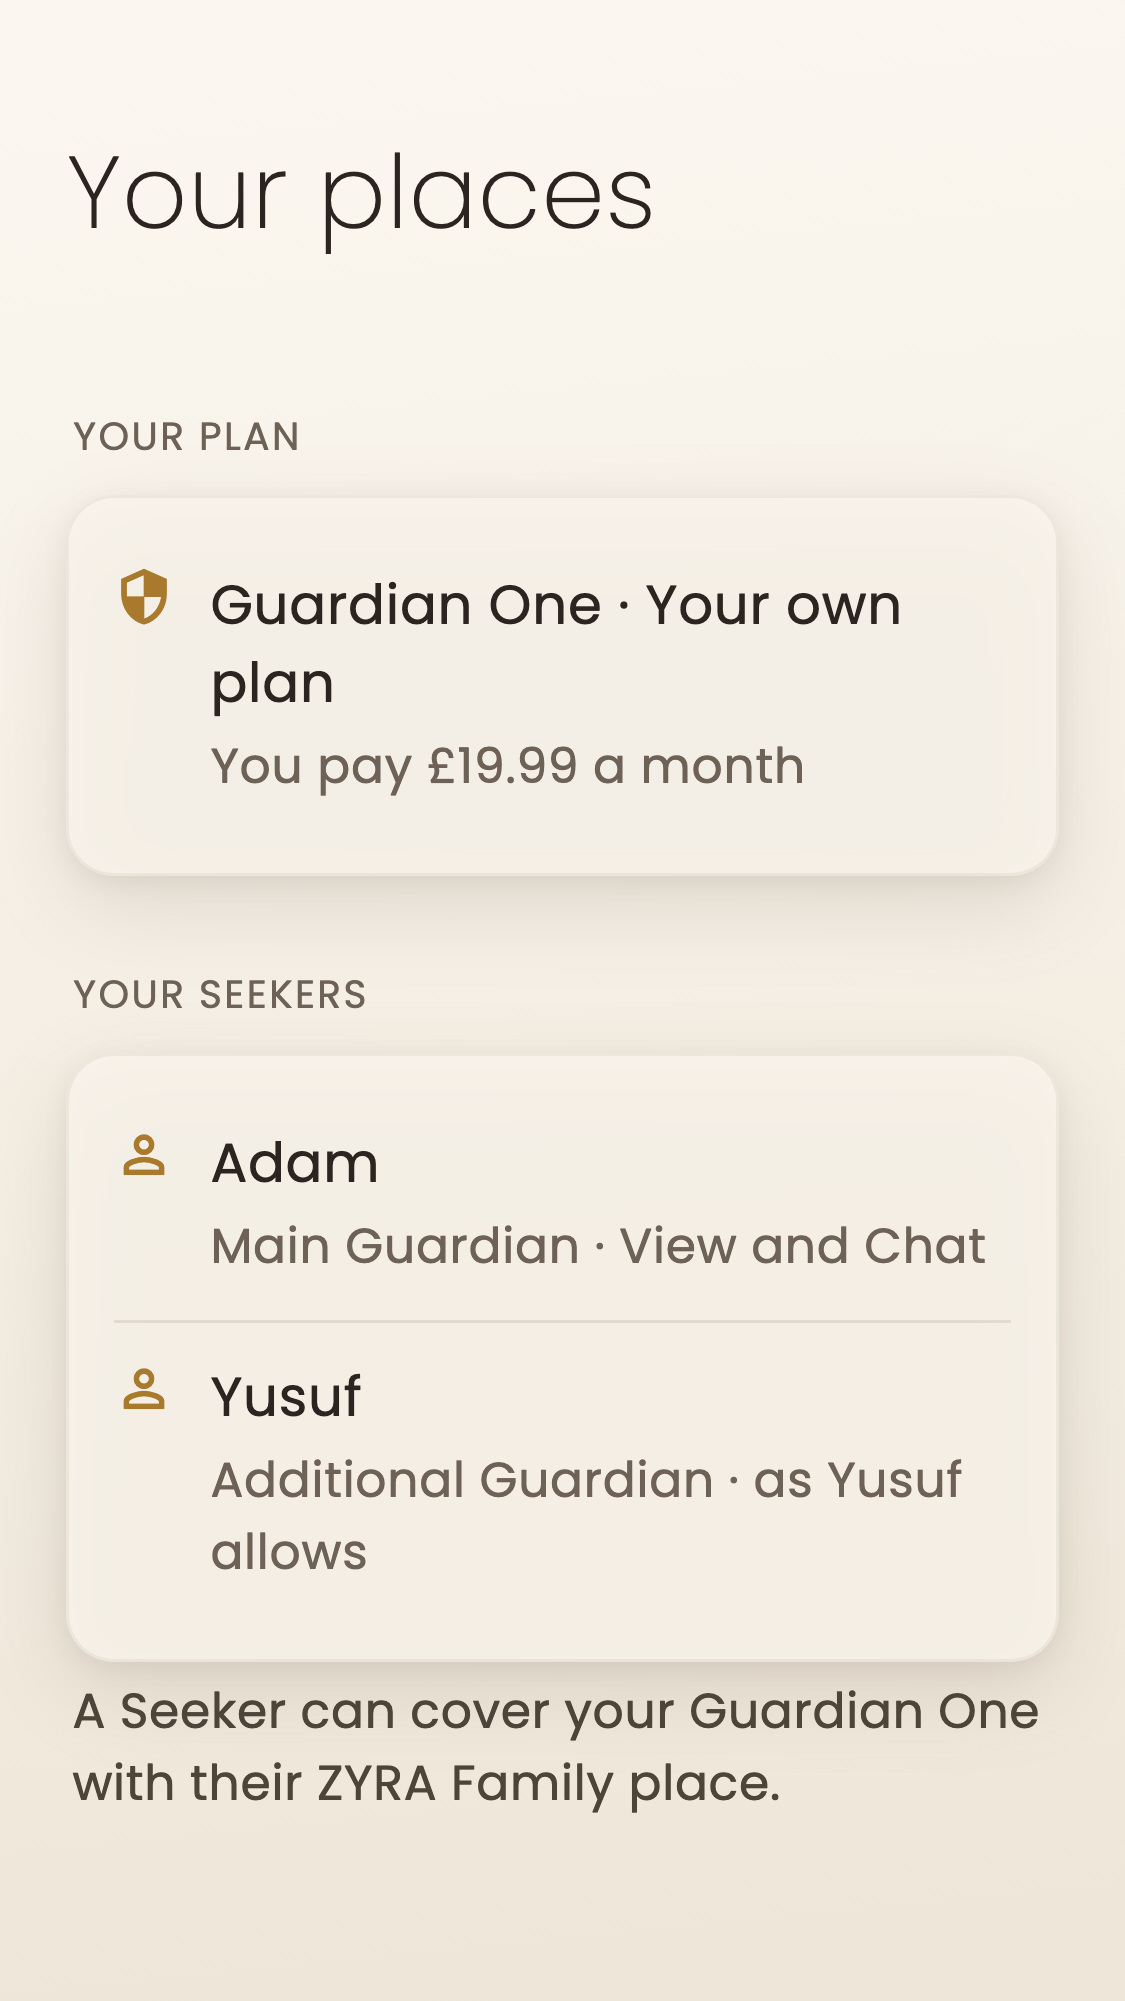 Your places
YOUR PLAN
Guardian One · Your own
plan
You pay £19.99 a month
YOUR SEEKERS
Adam
Main Guardian · View and Chat
Yusuf
Additional Guardian · as Yusuf
allows
A Seeker can cover your Guardian One
with their ZYRA Family place.